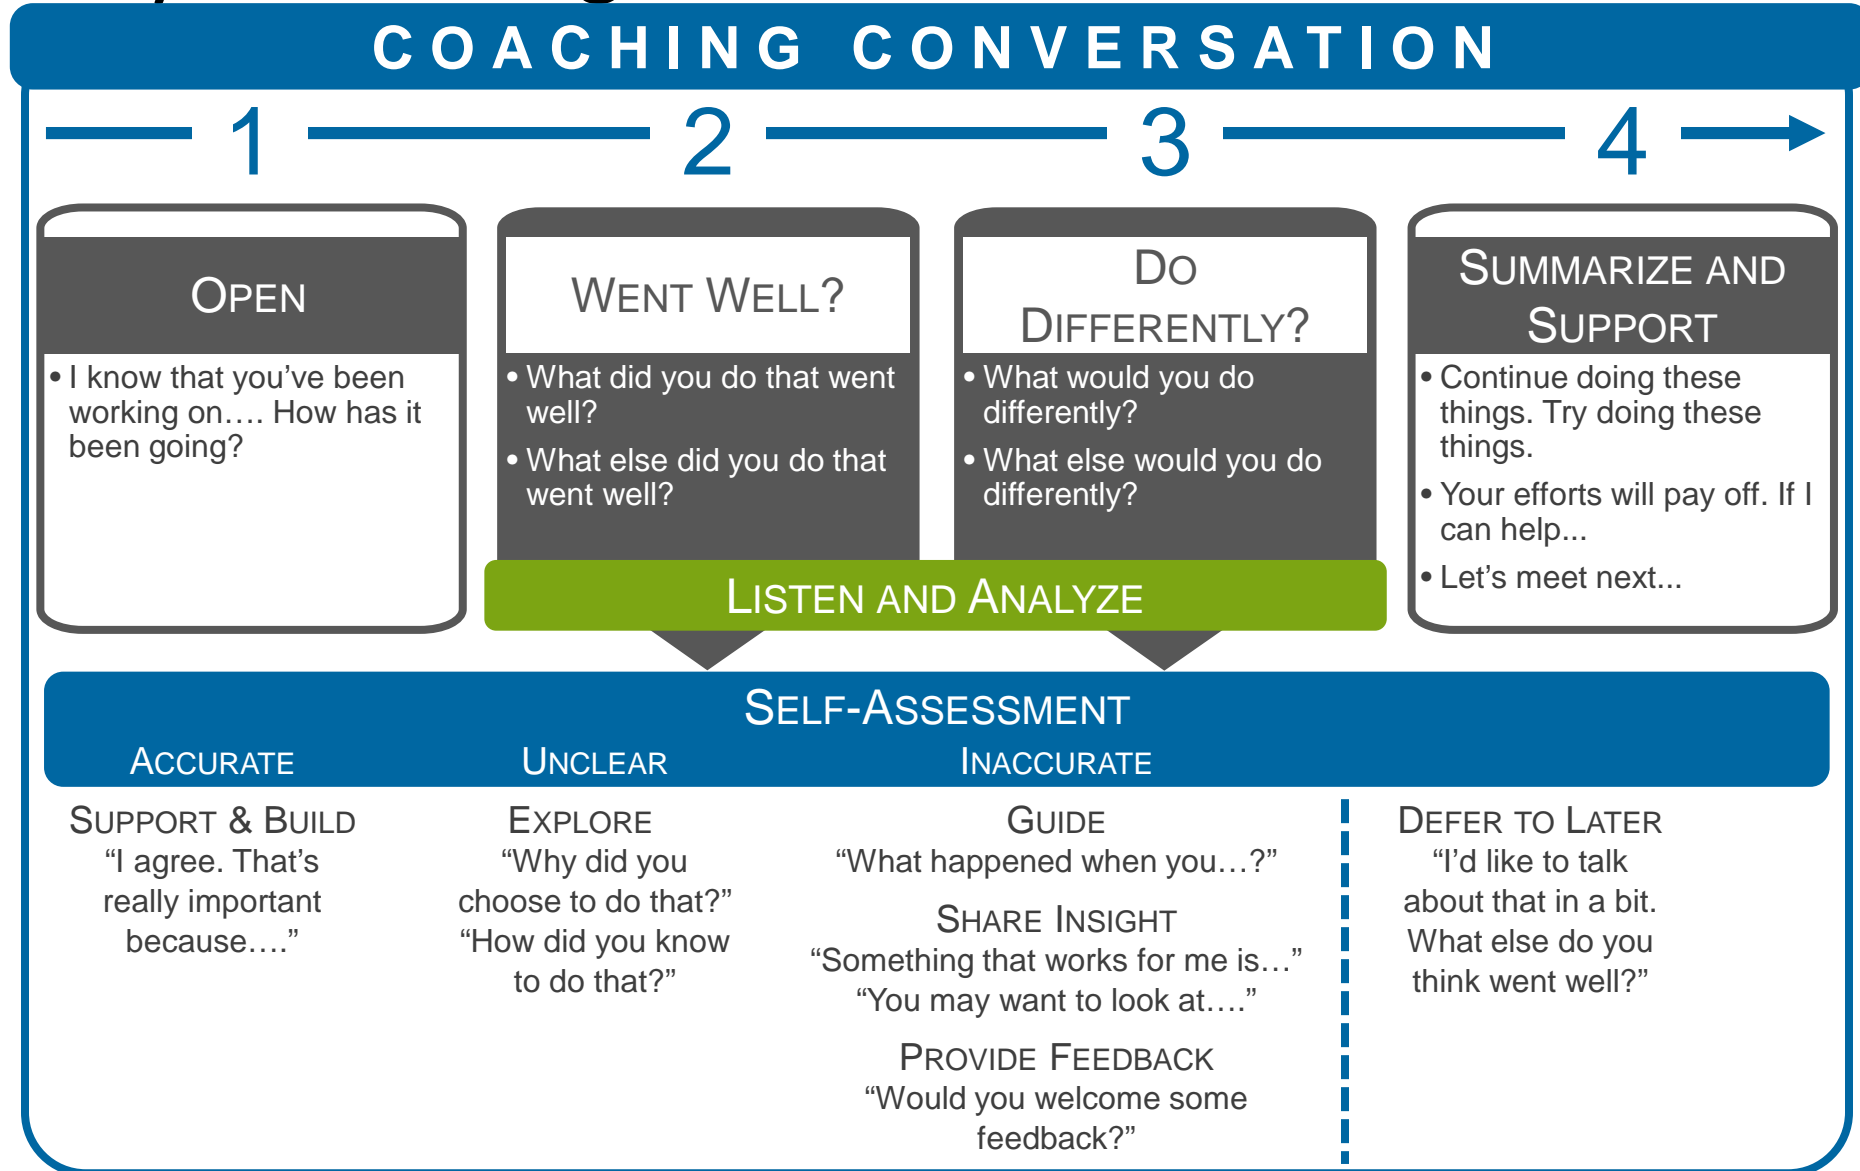 COACHING CONVERSATION
1 2 3 4
OPEN
• I know that you’ve been
working on…. How has it
been going?
WENT WELL?
• What did you do that went
well?
• What else did you do that
went well?
DO
DIFFERENTLY?
• What would you do
differently?
• What else would you do
differently?
SUMMARIZE AND
SUPPORT
• Continue doing these
things. Try doing these
things.
• Your efforts will pay off. If I
can help...
• Let’s meet next...
LISTEN AND ANALYZE
SELF-ASSESSMENT
ACCURATE
UNCLEAR
INACCURATE
SUPPORT & BUILD
“I agree. That’s
really important
because….”
EXPLORE
“Why did you
choose to do that?”
“How did you know
to do that?”
GUIDE
“What happened when you…?”
SHARE INSIGHT
“Something that works for me is…”
“You may want to look at….”
PROVIDE FEEDBACK
“Would you welcome some
feedback?”
DEFER TO LATER
“I’d like to talk
about that in a bit.
What else do you
think went well?”